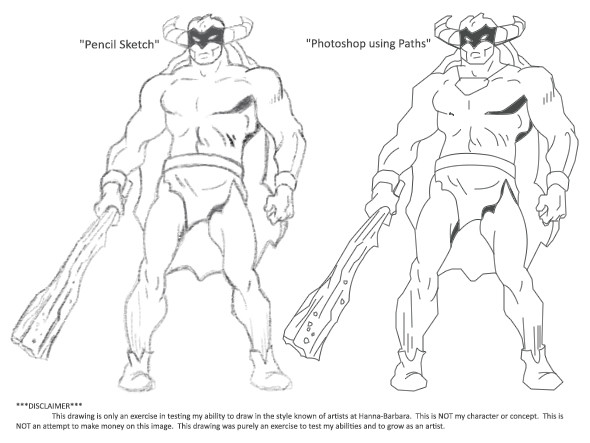 "Pencil Sketch"
"Photoshop using Paths"
***DISCLAIMER***
This drawing is only an exercise in testing my ability to draw in the style known of artists at Hanna-Barbara. This is NOT my character or concept. This is
NOT an attempt to make money on this image. This drawing was purely an exercise to test my abilities and to grow as an artist.